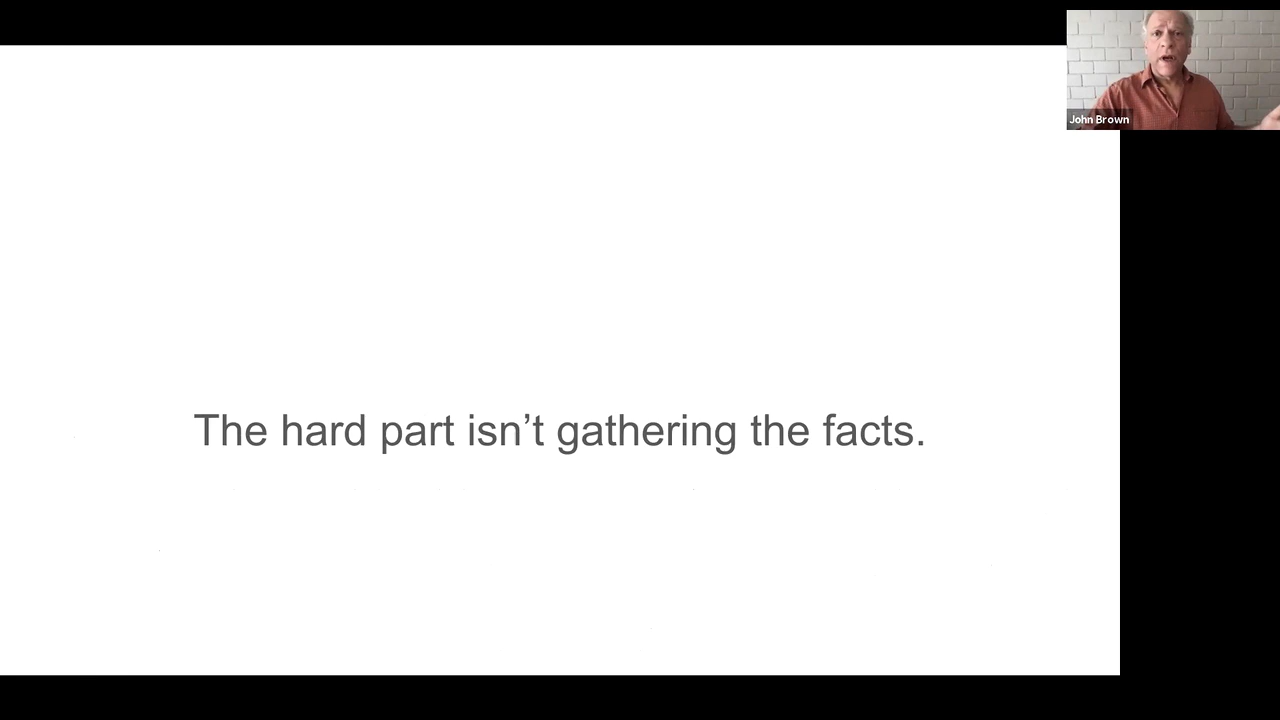 John Brown
The hard part isn’t gathering the facts.